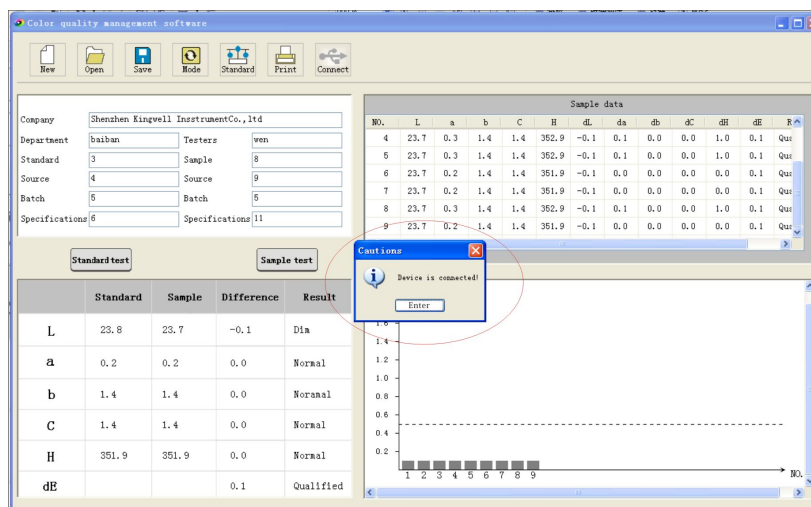 Color quality management software
New Open Save Mode Standard Print Connect
Company Shenzhen Kingwell InsstrumentCo.,ltd
Department baiban Testers wen
Standard 3 Sample 8
Source 4 Source 9
Batch 5 Batch 5
Specifications 6 Specifications 11
Standard test Sample test
Standard Sample Difference Result
L 23.8 23.7 -0.1 Dim
a 0.2 0.2 0.0 Normal
b 1.4 1.4 0.0 Noramal
C 1.4 1.4 0.0 Normal
H 351.9 351.9 0.0 Normal
dE 0.1 Qualified
Sample data
NO. L a b C H dL da db dC dH dE R
4 23.7 0.3 1.4 1.4 352.9 -0.1 0.1 0.0 0.0 1.0 0.1 Qua
5 23.7 0.3 1.4 1.4 352.9 -0.1 0.1 0.0 0.0 1.0 0.1 Qua
6 23.7 0.2 1.4 1.4 351.9 -0.1 0.0 0.0 0.0 0.0 0.1 Qua
7 23.7 0.2 1.4 1.4 351.9 -0.1 0.0 0.0 0.0 0.0 0.1 Qua
8 23.7 0.3 1.4 1.4 352.9 -0.1 0.1 0.0 0.0 1.0 0.1 Qua
9 23.7 0.2 1.4 1.4 351.9 -0.1 0.0 0.0 0.0 0.0 0.1 Qua
Cautions
Device is connected!
Enter
1.6
1.4
1.2
1.0
0.8
0.6
0.4
0.2
1 2 3 4 5 6 7 8 9 NO.